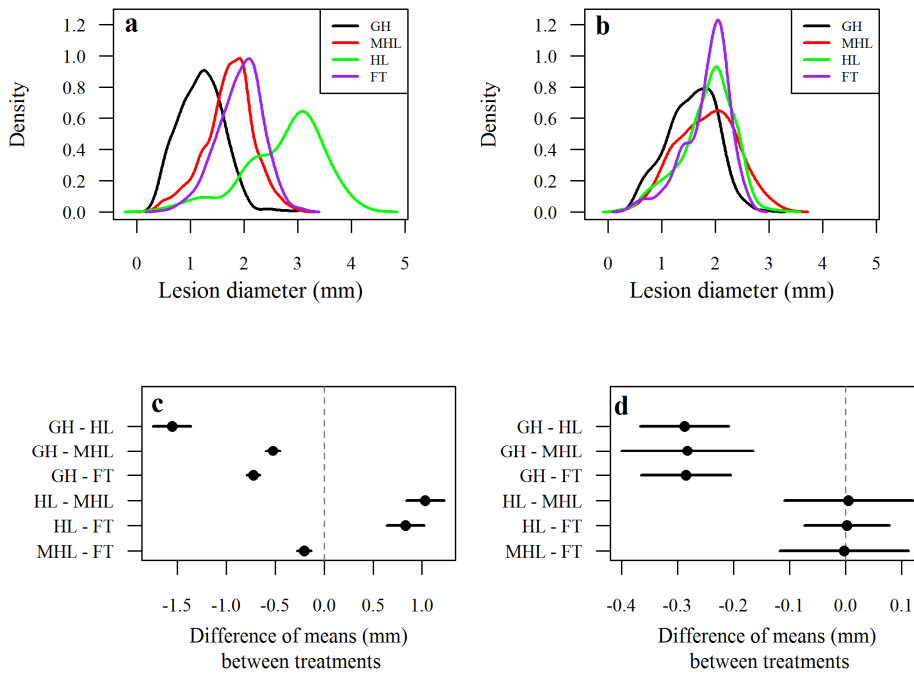 a
GH
MHL
HL
FT
1.2
1.0
0.8
0.6
0.4
0.2
0.0
Density
0 1 2 3 4 5
Lesion diameter (mm)
b
GH
MHL
HL
FT
1.2
1.0
0.8
0.6
0.4
0.2
0.0
Density
0 1 2 3 4 5
Lesion diameter (mm)
c
GH - HL
GH - MHL
GH - FT
HL - MHL
HL - FT
MHL - FT
-1.5 -0.5 0.0 0.5 1.0
Difference of means (mm)
between treatments
d
GH - HL
GH - MHL
GH - FT
HL - MHL
HL - FT
MHL - FT
-0.4 -0.3 -0.2 -0.1 0.0 0.1
Difference of means (mm)
between treatments